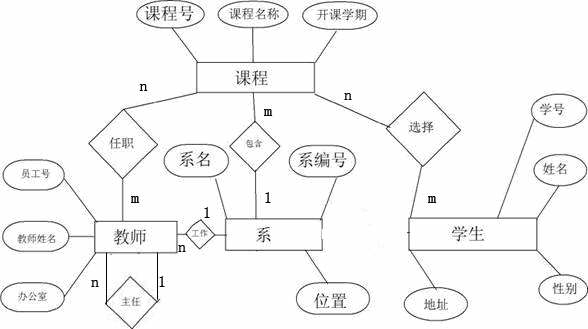 课程号 课程名称 开课学期
课程
n m n
任职 包含 选择
学号
系名 系编号
员工号 姓名
m 1 1 m
教师姓名 教师 n 工作 系 学生
办公室 n 主任 1 位置 地址 性别